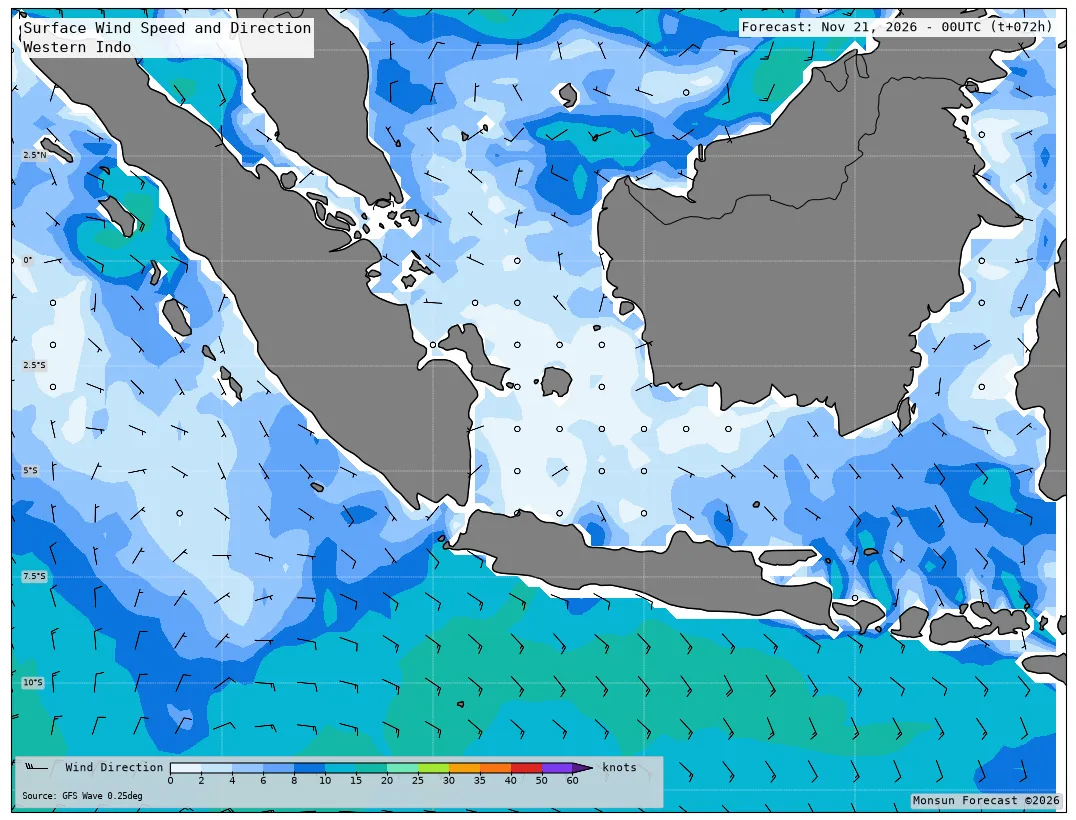 Surface Wind Speed and Direction
Western Indo
Forecast: Nov 21, 2026 - 00UTC (t+072h)
2.5°N
0°
2.5°S
5°S
7.5°S
10°S
Wind Direction
0 2 4 6 8 10 15 20 25 30 35 40 50 60
knots
Source: GFS Wave 0.25deg
Monsun Forecast ©2026